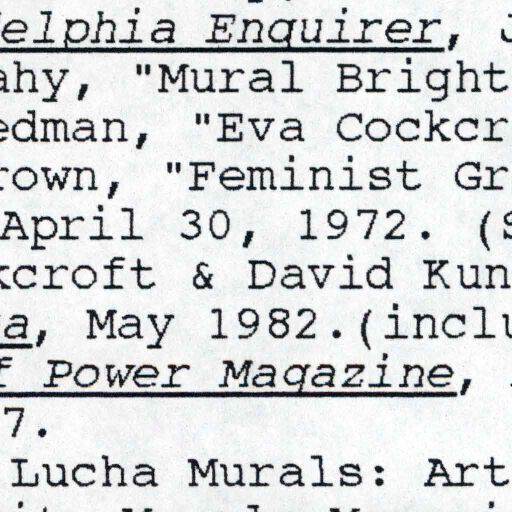 elphia Enquirer, J
ahy, "Mural Bright
edman, "Eva Cockcr
rown, "Feminist Gr
April 30, 1972. (S
kcroft & David Kun
a, May 1982.(inclu
f Power Magazine,
7.
Lucha Murals: Art